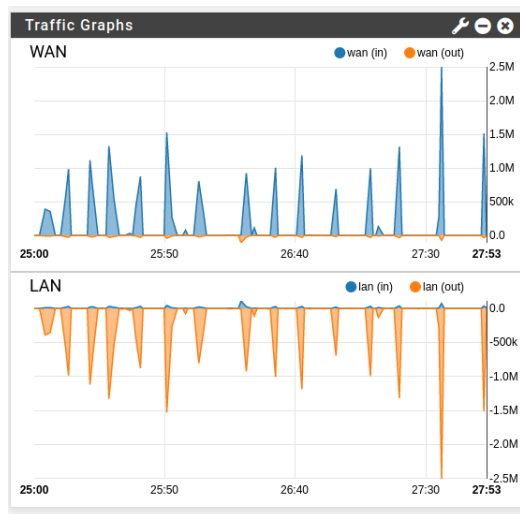 Traffic Graphs
WAN
wan (in) wan (out)
2.5M
2.0M
1.5M
1.0M
500k
0.0
25:00 25:50 26:40 27:30 27:53
LAN
lan (in) lan (out)
0.0
-500k
-1.0M
-1.5M
-2.0M
-2.5M
25:00 25:50 26:40 27:30 27:53